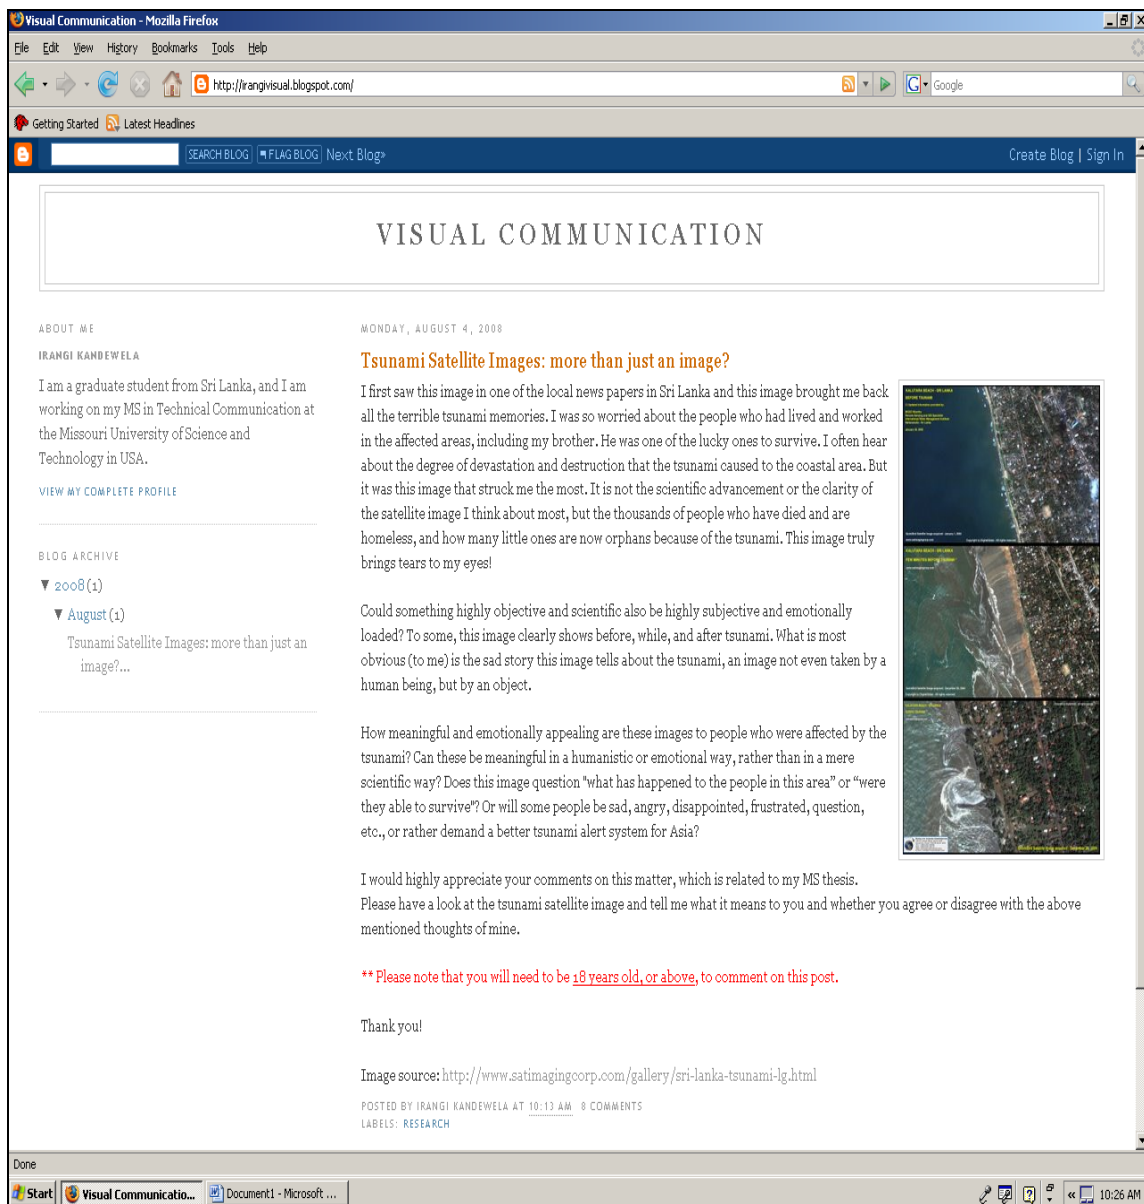 Visual Communication - Mozilla Firefox
File Edit View History Bookmarks Tools Help
http://irangivisual.blogspot.com/
Google
Getting Started Latest Headlines
SEARCH BLOG FLAG BLOG Next Blog»
Create Blog | Sign In
VISUAL COMMUNICATION
ABOUT ME
IRANGI KANDEWELA
I am a graduate student from Sri Lanka, and I am
working on my MS in Technical Communication at
the Missouri University of Science and
Technology in USA.
VIEW MY COMPLETE PROFILE
BLOG ARCHIVE
▼ 2008 (1)
▼ August (1)
Tsunami Satellite Images: more than just an
image?...
MONDAY, AUGUST 4, 2008
Tsunami Satellite Images: more than just an image?
I first saw this image in one of the local news papers in Sri Lanka and this image brought me back
all the terrible tsunami memories. I was so worried about the people who had lived and worked
in the affected areas, including my brother. He was one of the lucky ones to survive. I often hear
about the degree of devastation and destruction that the tsunami caused to the coastal area. But
it was this image that struck me the most. It is not the scientific advancement or the clarity of
the satellite image I think about most, but the thousands of people who have died and are
homeless, and how many little ones are now orphans because of the tsunami. This image truly
brings tears to my eyes!
Could something highly objective and scientific also be highly subjective and emotionally
loaded? To some, this image clearly shows before, while, and after tsunami. What is most
obvious (to me) is the sad story this image tells about the tsunami, an image not even taken by a
human being, but by an object.
How meaningful and emotionally appealing are these images to people who were affected by the
tsunami? Can these be meaningful in a humanistic or emotional way, rather than in a mere
scientific way? Does this image question "what has happened to the people in this area" or "were
they able to survive"? Or will some people be sad, angry, disappointed, frustrated, question,
etc., or rather demand a better tsunami alert system for Asia?
I would highly appreciate your comments on this matter, which is related to my MS thesis.
Please have a look at the tsunami satellite image and tell me what it means to you and whether you agree or disagree with the above
mentioned thoughts of mine.
** Please note that you will need to be 18 years old, or above, to comment on this post.
Thank you!
Image source: http://www.satimagingcorp.com/gallery/sri-lanka-tsunami-lg.html
POSTED BY IRANGI KANDEWELA AT 10:13 AM 8 COMMENTS
LABELS: RESEARCH
KALUTARA BEACH - SRI LANKA
BEFORE TSUNAMI
KALUTARA BEACH - SRI LANKA
Done
Start Visual Communicatio... Document1 - Microsoft ...
10:26 AM